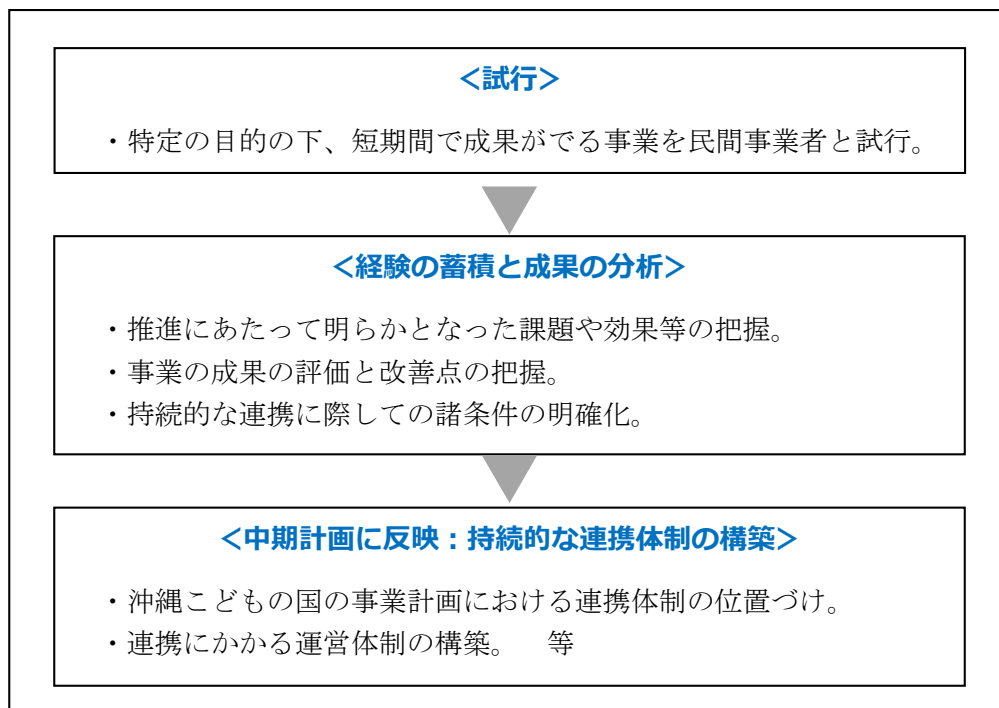 ＜試行＞
・特定の目的の下、短期間で成果がでる事業を民間事業者と試行。
＜経験の蓄積と成果の分析＞
・推進にあたって明らかとなった課題や効果等の把握。
・事業の成果の評価と改善点の把握。
・持続的な連携に際しての諸条件の明確化。
＜中期計画に反映：持続的な連携体制の構築＞
・沖縄こどもの国の事業計画における連携体制の位置づけ。
・連携にかかる運営体制の構築。　等